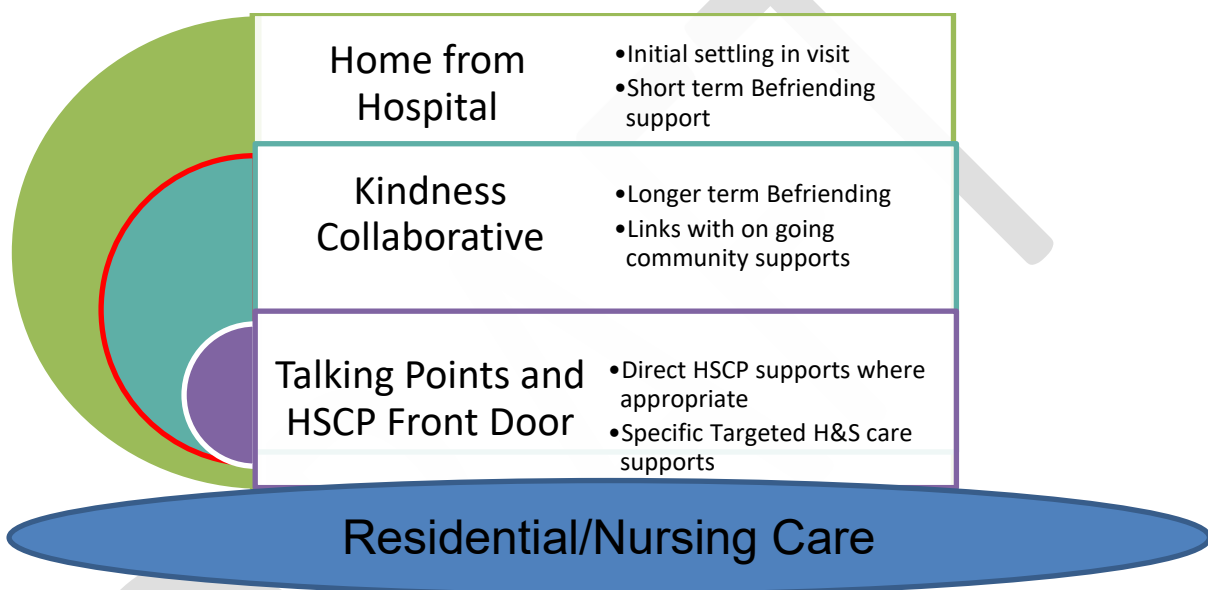 Home from
Hospital
•Initial settling in visit
•Short term Befriending
support
Kindness
Collaborative
•Longer term Befriending
•Links with on going
community supports
Talking Points and
HSCP Front Door
•Direct HSCP supports where
appropriate
•Specific Targeted H&S care
supports
Residential/Nursing Care